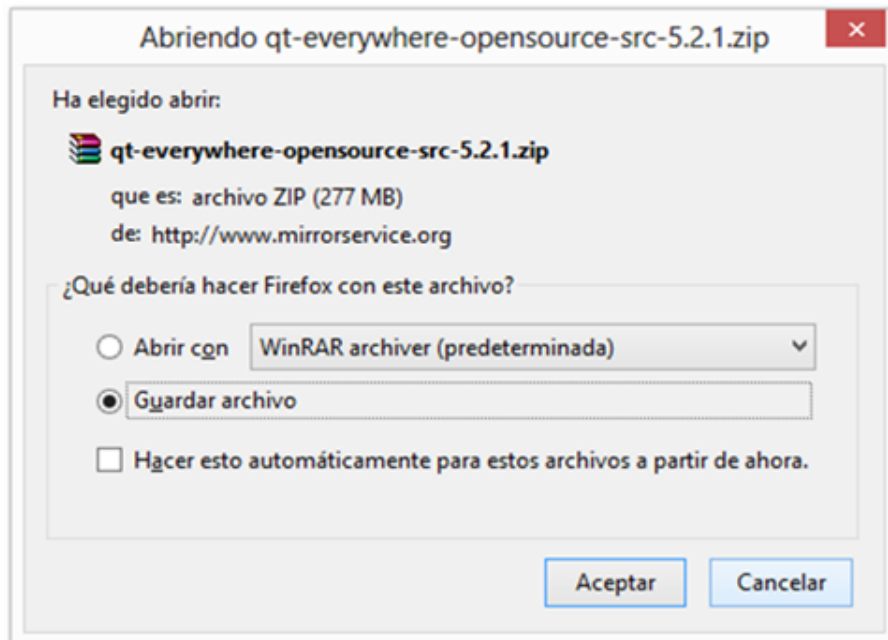 Abriendo qt-everywhere-opensource-src-5.2.1.zip
Ha elegido abrir:
qt-everywhere-opensource-src-5.2.1.zip
que es: archivo ZIP (277 MB)
de: http://www.mirrorservice.org
¿Qué debería hacer Firefox con este archivo?
Abrir con WinRAR archiver (predeterminada)
Guardar archivo
Hacer esto automáticamente para estos archivos a partir de ahora.
Aceptar Cancelar